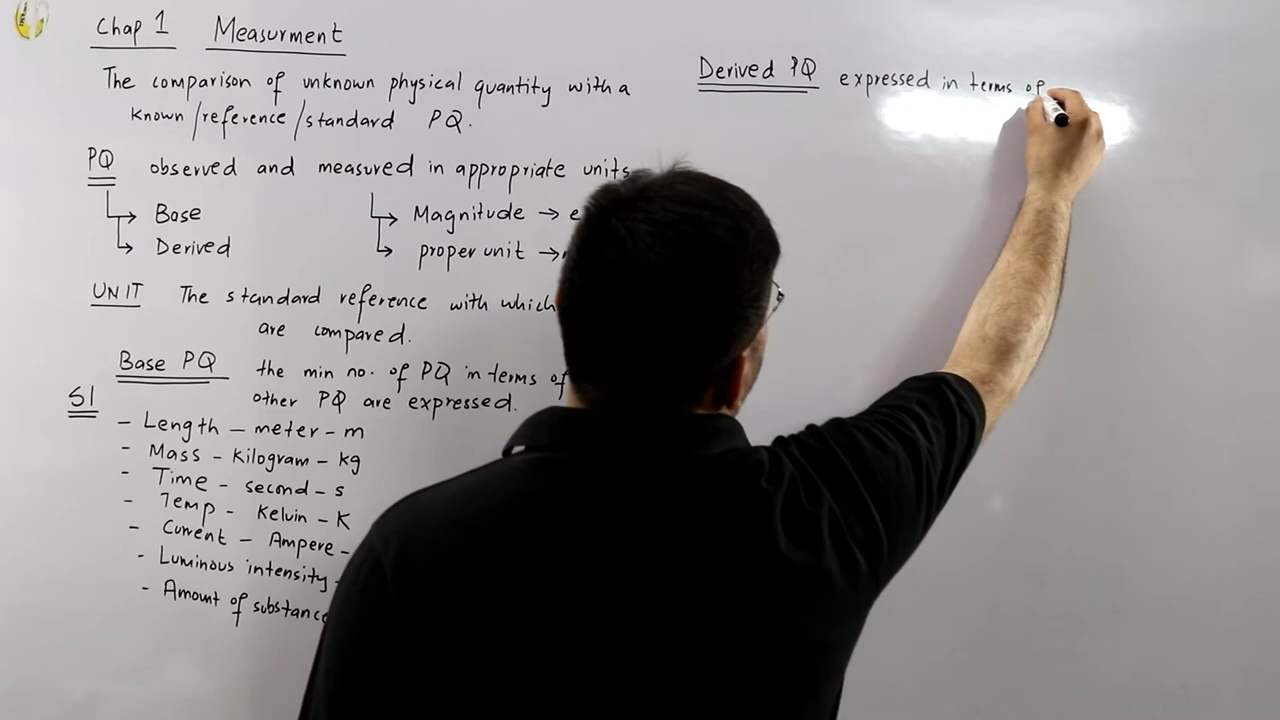 Chap 1 Measurment
The comparison of unknown physical quantity with a
known/reference/standard PQ.
PQ observed and measured in appropriate units
Base
Derived
Magnitude →
proper unit →
UNIT The standard reference with which
are compared.
Base PQ the min no. of PQ in terms of
other PQ are expressed.
SI
- Length - meter - m
- Mass - Kilogram - kg
- Time - second - s
- Temp - Kelvin - K
- Current - Ampere -
- Luminous intensity -
- Amount of substance
Derived PQ expressed in terms of